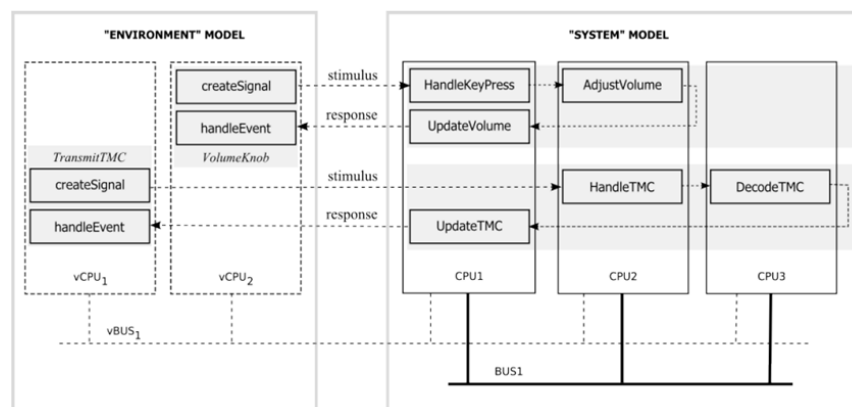 "ENVIRONMENT" MODEL
"SYSTEM" MODEL
createSignal
stimulus
HandleKeyPress
AdjustVolume
handleEvent
response
UpdateVolume
TransmitTMC
VolumeKnob
createSignal
stimulus
HandleTMC
DecodeTMC
handleEvent
response
UpdateTMC
vCPU1
vCPU2
CPU1
CPU2
CPU3
vBUS1
BUS1